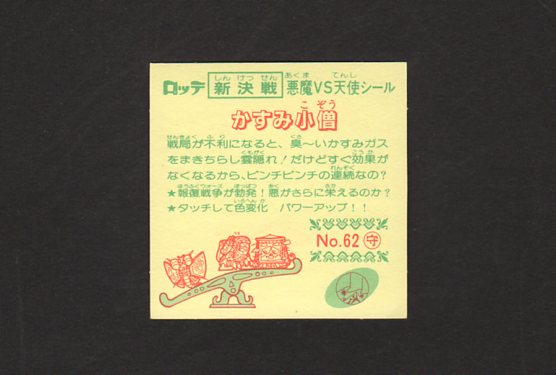 ロッテ 新決戦 悪魔VS天使シール
かすみ小僧
戦局が不利になると、臭〜いかすみガス
をまきちらし雲隠れ！だけどすぐ効果が
なくなるから、ピンチピンチの連続なの？
★報復戦争が勃発！悪がさらに栄えるのか？
★タッチして色変化 パワーアップ！！
No.62 守